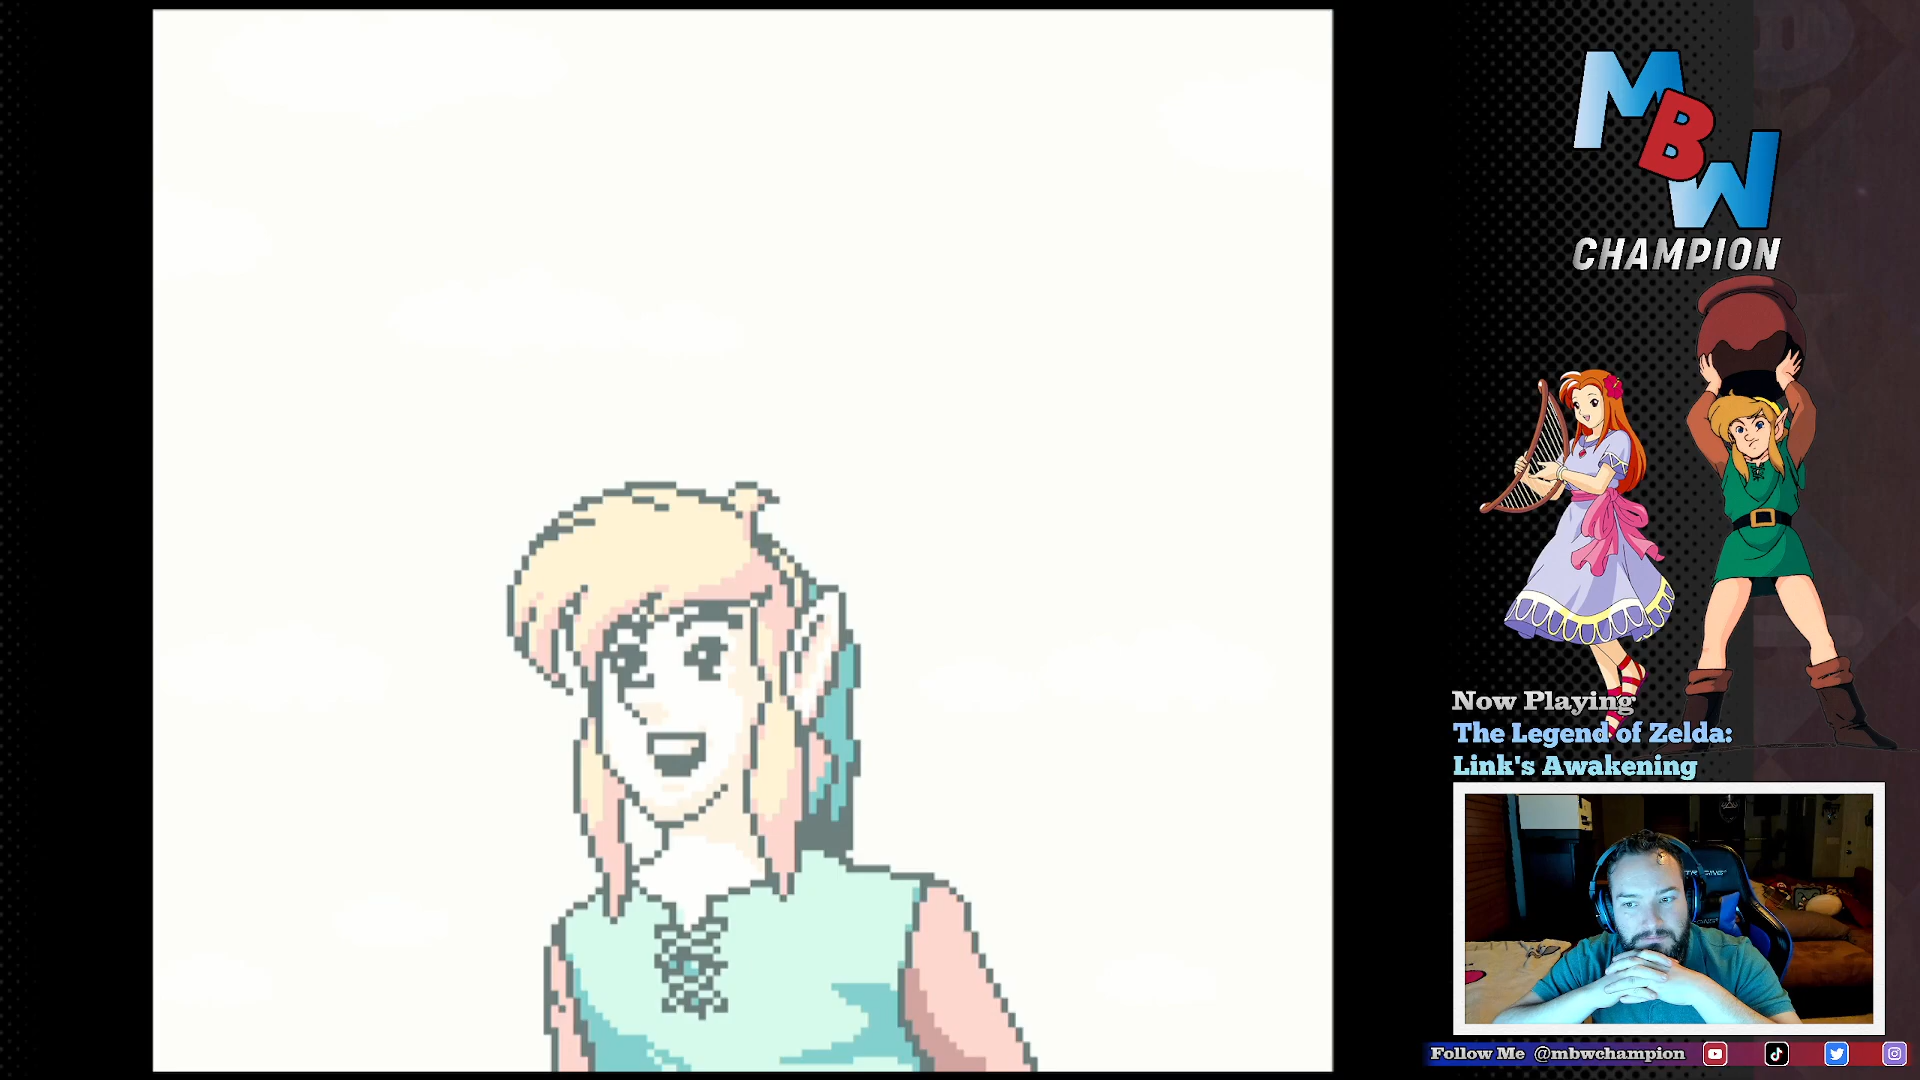 MBW
CHAMPION
Now Playing
The Legend of Zelda:
Link's Awakening
Follow Me @mbwchampion